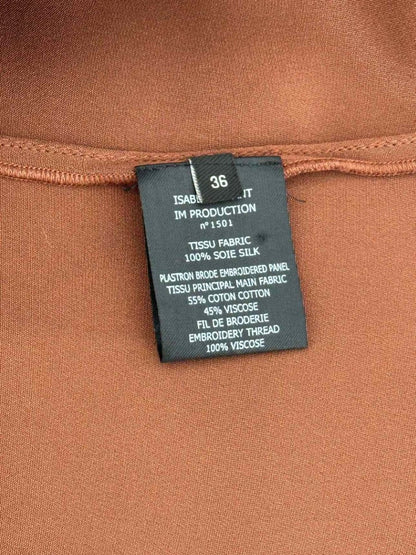 36
IM PRODUCTION
n° 1501
TISSU FABRIC
100% SOIE SILK
PLASTRON BRODE EMBROIDERED PANEL
TISSU PRINCIPAL MAIN FABRIC
55% COTON COTTON
45% VISCOSE
FIL DE BRODERIE
EMBROIDERY THREAD
100% VISCOSE